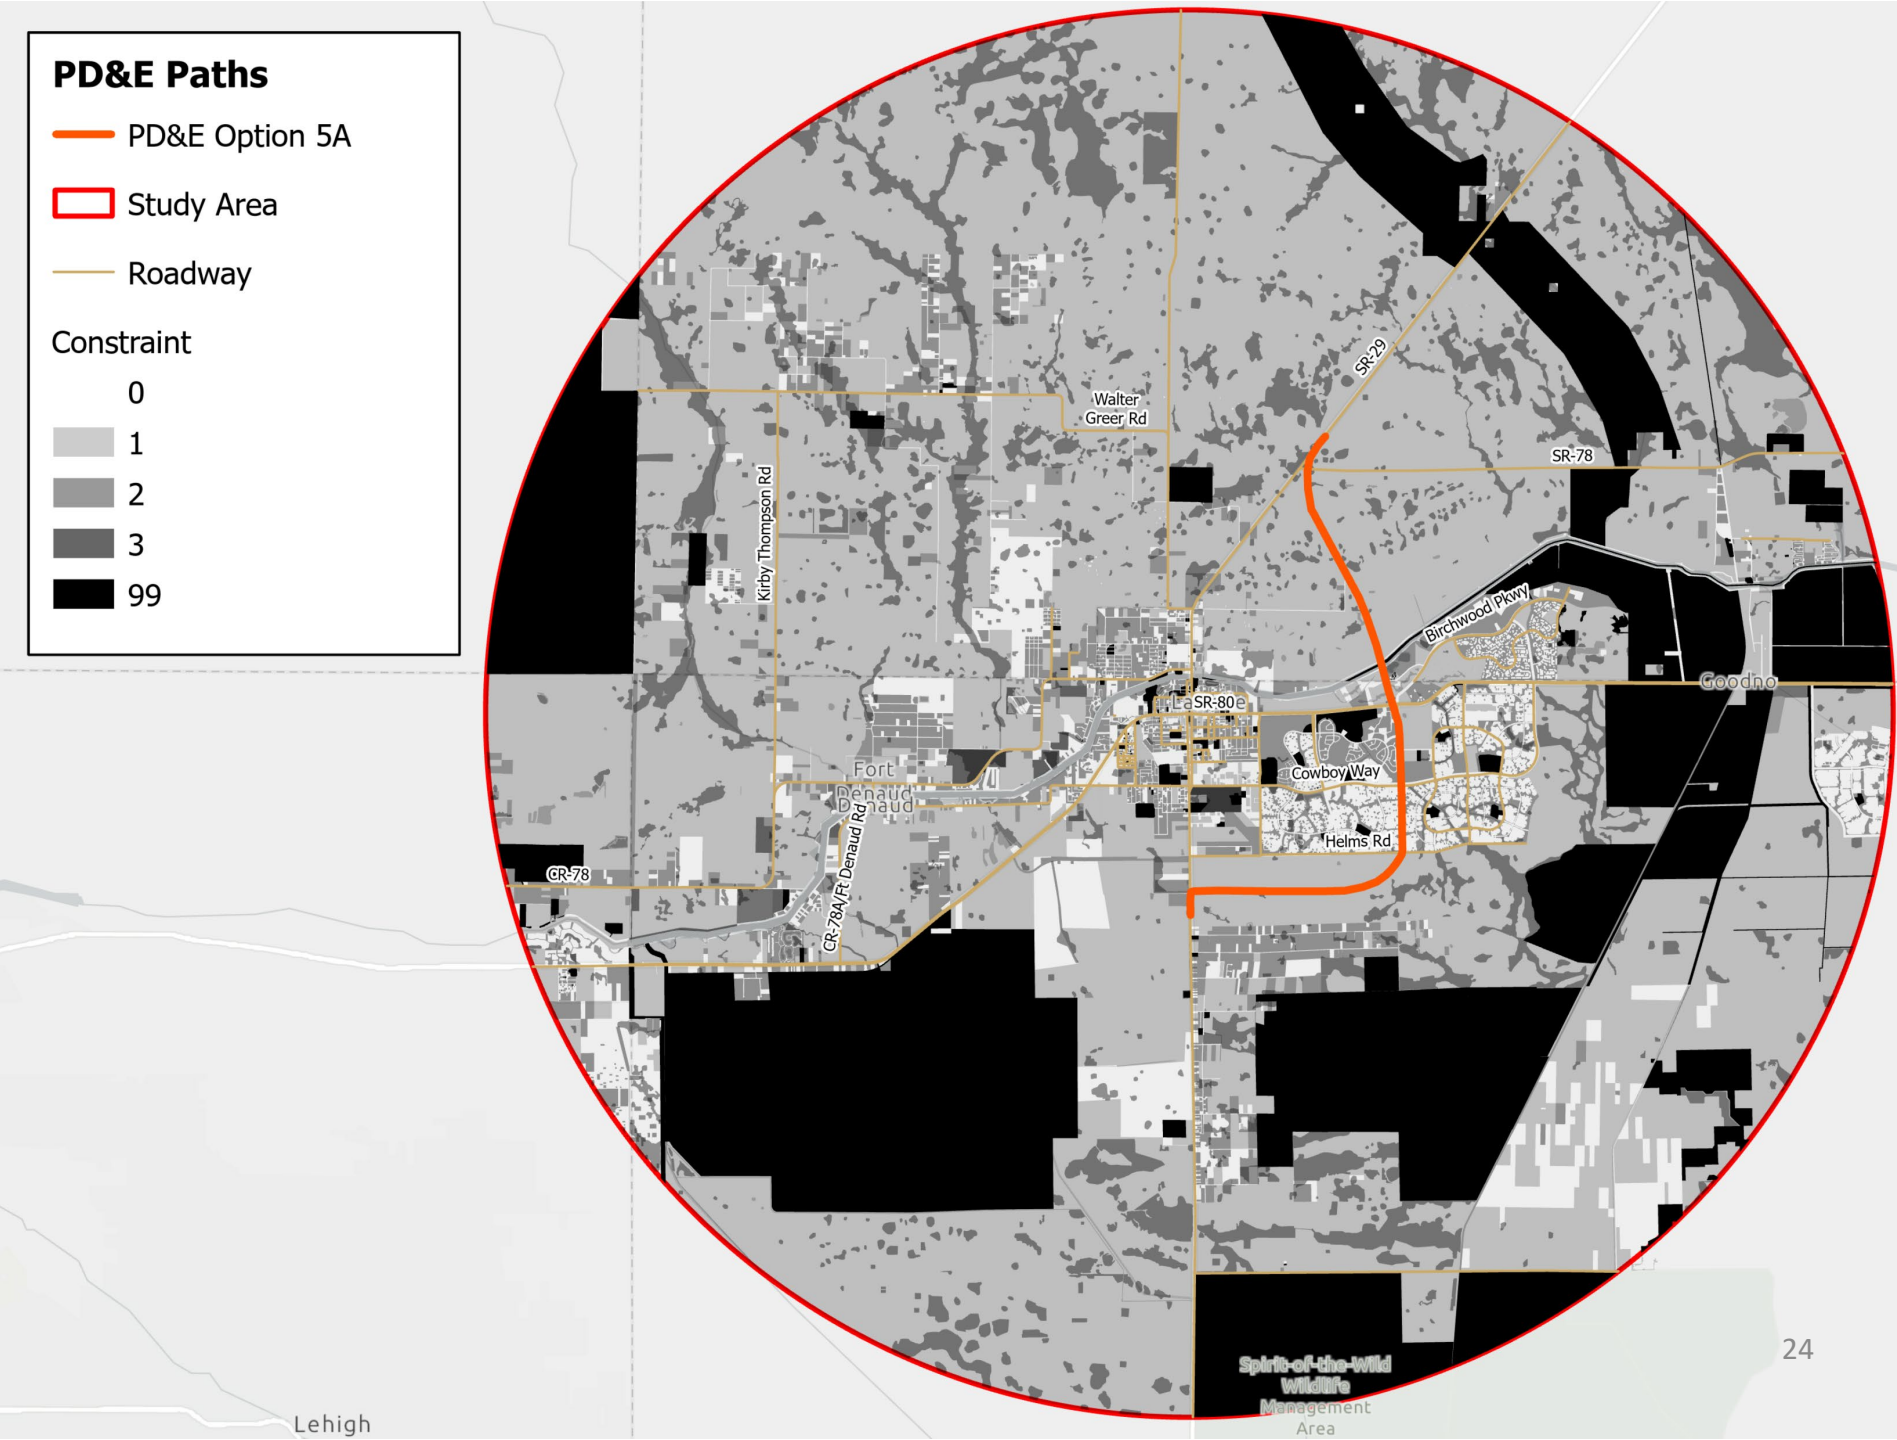 PD&E Paths
PD&E Option 5A
Study Area
Roadway
Constraint
0
1
2
3
99
SR-29
Walter
Greer Rd
SR-78
Kirby Thompson Rd
Birchwood Pkwy
Goodno
SR-80
Fort
Denaud
Denaud
Cowboy Way
Helms Rd
CR-78
CR-78A/Ft Denaud Rd
Spirit-of-the-Wild
Wildlife
Management
Area
24
Lehigh